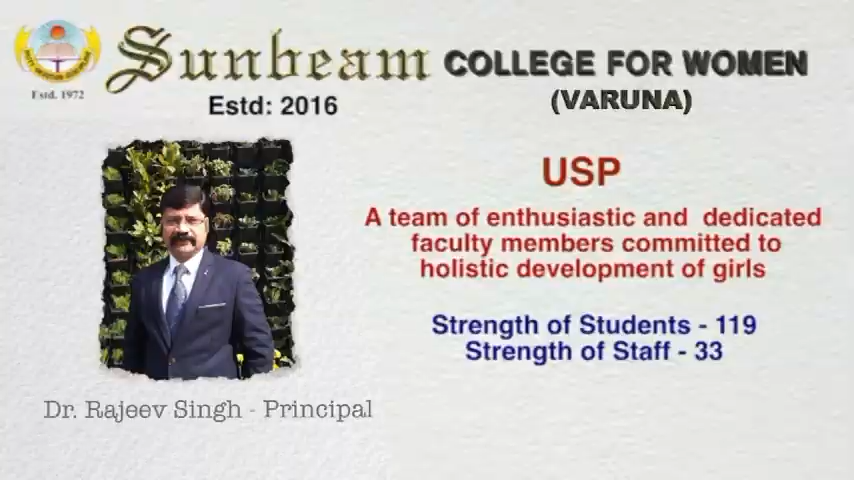 Sunbeam COLLEGE FOR WOMEN
Estd. 1972
Estd: 2016
(VARUNA)
USP
A team of enthusiastic and dedicated
faculty members committed to
holistic development of girls
Strength of Students - 119
Strength of Staff - 33
Dr. Rajeev Singh - Principal